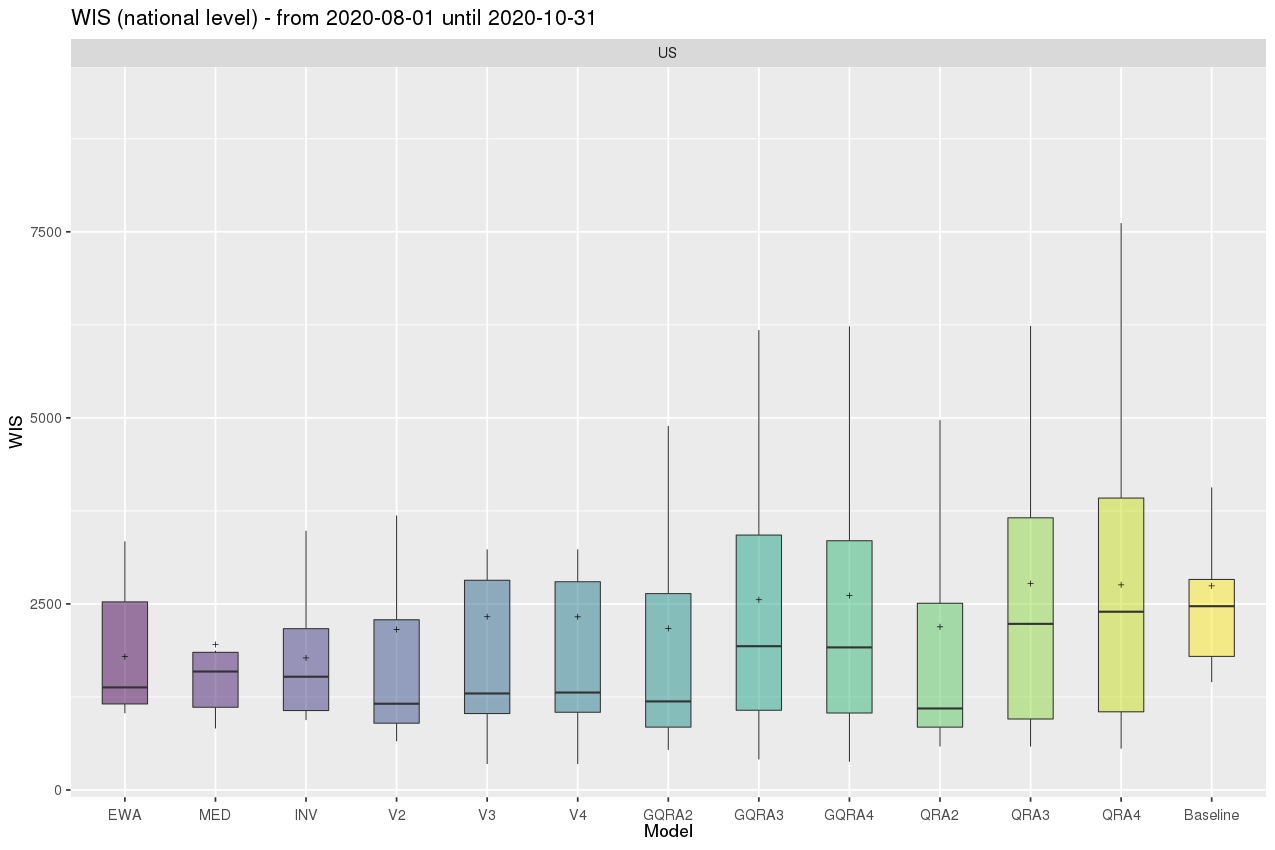 WIS (national level) - from 2020-08-01 until 2020-10-31
US
7500
5000
2500
0
WIS
EWA MED INV V2 V3 V4 GQRA2 GQRA3 GQRA4 QRA2 QRA3 QRA4 Baseline
Model